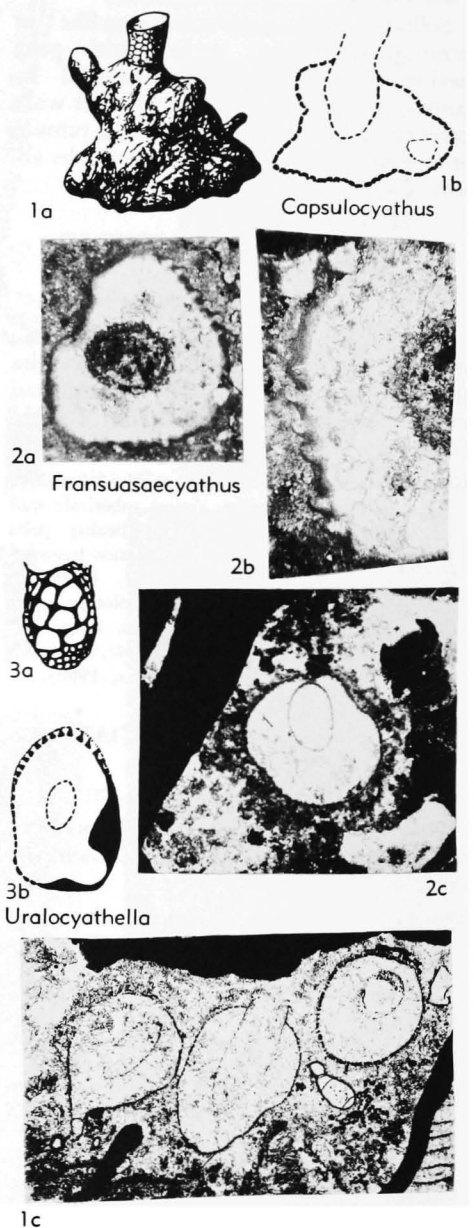 1a
1b
Capsulocyathus
2a
Fransuasaecyathus
2b
3a
3b
Uralocyathella
2c
1c